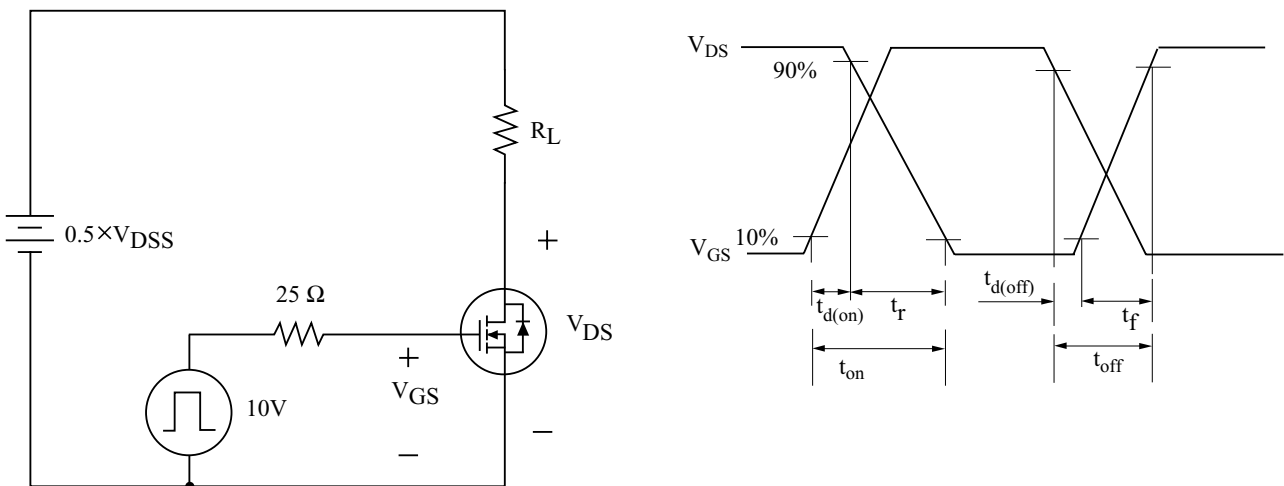 R_L
0.5×V_DSS
+
25 Ω
V_DS
+
V_GS
10V
−
−
V_DS
90%
V_GS 10%
t_d(on)
t_r
t_d(off)
t_f
t_on
t_off